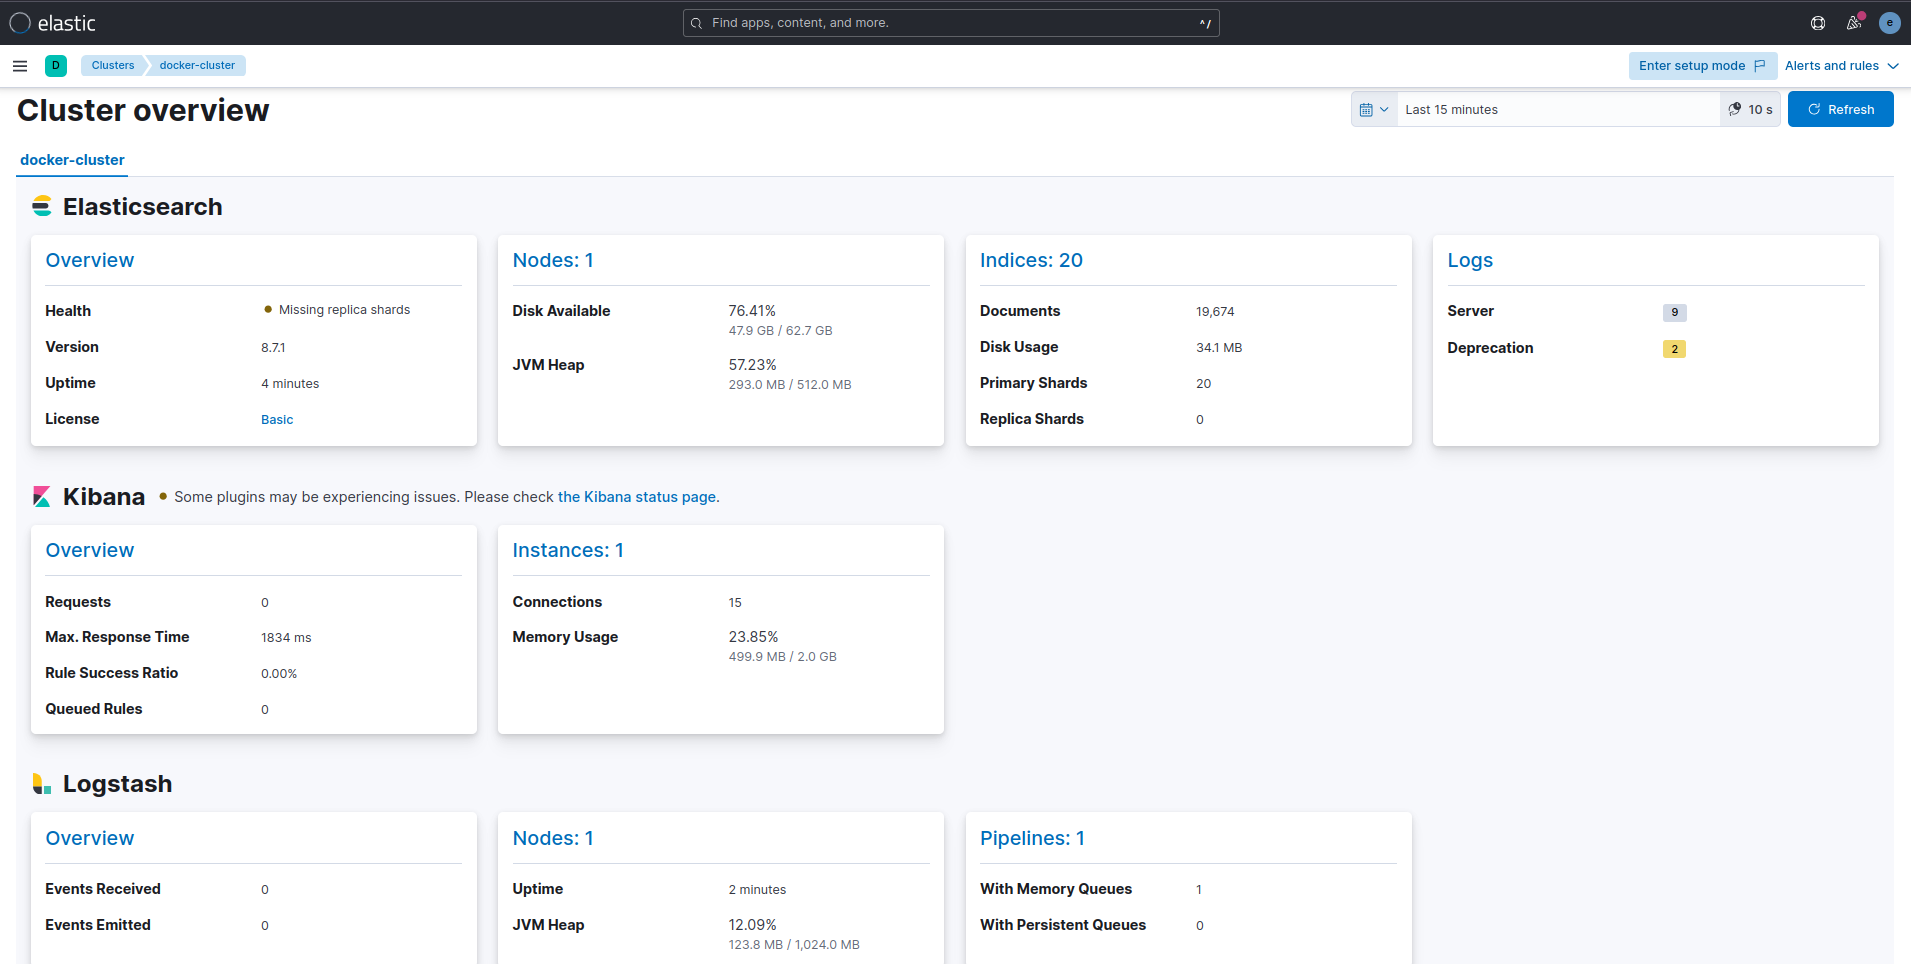 elastic
Find apps, content, and more.
^/
e
D
Clusters
docker-cluster
Enter setup mode
Alerts and rules
Cluster overview
Last 15 minutes
10 s
Refresh
docker-cluster
Elasticsearch
Overview
Health Missing replica shards
Version 8.7.1
Uptime 4 minutes
License Basic
Nodes: 1
Disk Available 76.41%
47.9 GB / 62.7 GB
JVM Heap 57.23%
293.0 MB / 512.0 MB
Indices: 20
Documents 19,674
Disk Usage 34.1 MB
Primary Shards 20
Replica Shards 0
Logs
Server 9
Deprecation 2
Kibana Some plugins may be experiencing issues. Please check the Kibana status page.
Overview
Requests 0
Max. Response Time 1834 ms
Rule Success Ratio 0.00%
Queued Rules 0
Instances: 1
Connections 15
Memory Usage 23.85%
499.9 MB / 2.0 GB
Logstash
Overview
Events Received 0
Events Emitted 0
Nodes: 1
Uptime 2 minutes
JVM Heap 12.09%
123.8 MB / 1,024.0 MB
Pipelines: 1
With Memory Queues 1
With Persistent Queues 0